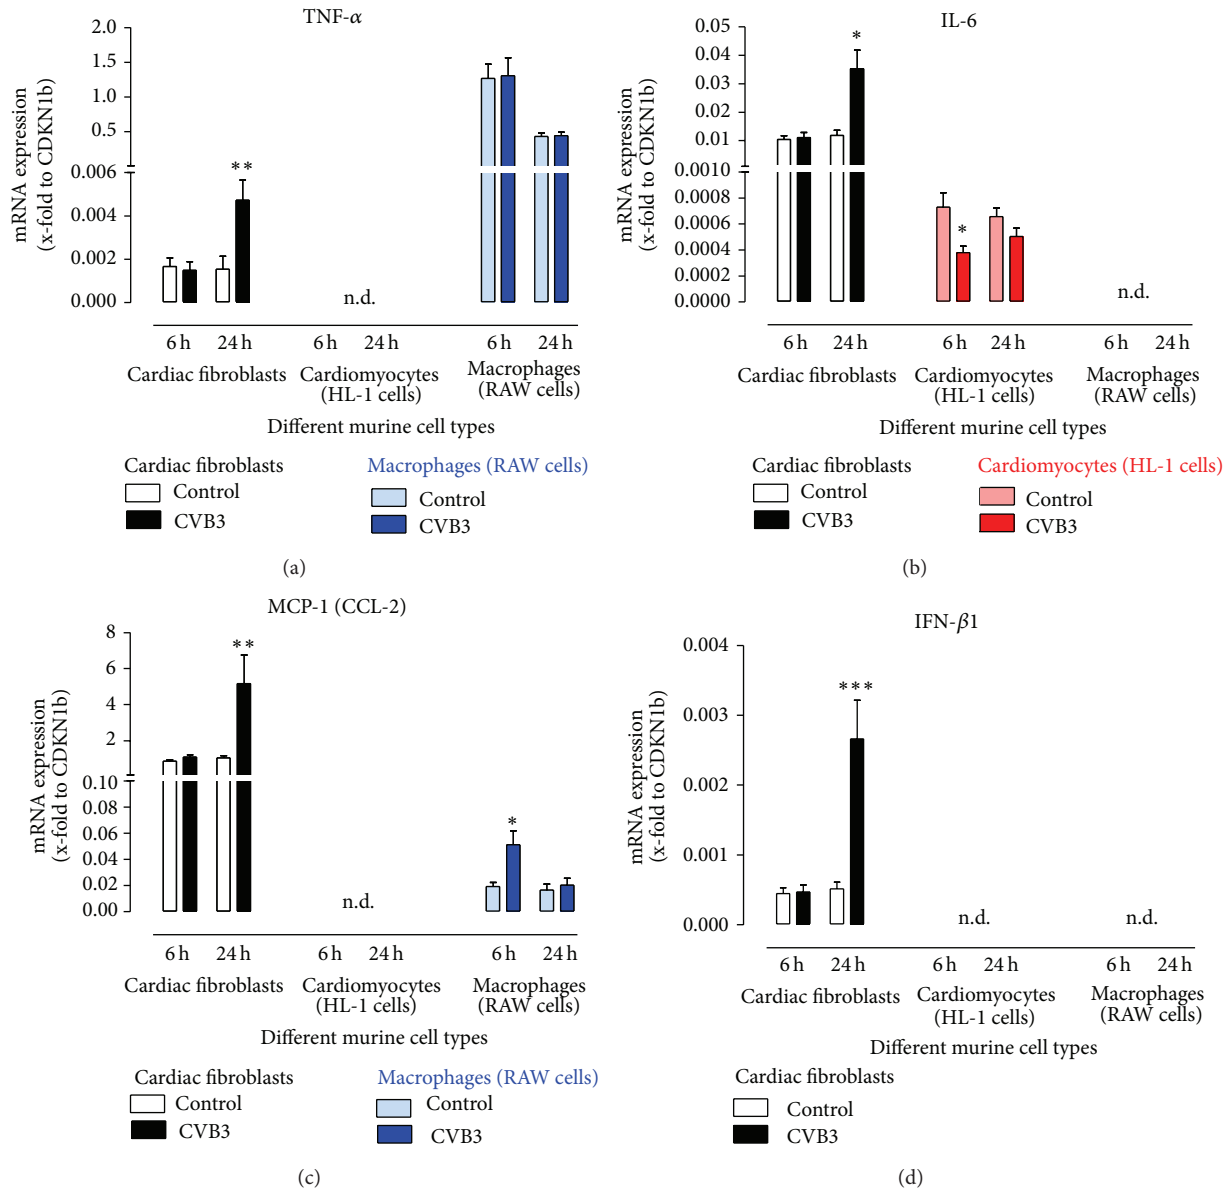 TNF-α
mRNA expression
(x-fold to CDKN1b)
2.0
1.5
1.0
0.5
0.006
0.004
0.002
0.000
**
n.d.
6 h 24 h 6 h 24 h 6 h 24 h
Cardiac fibroblasts
Cardiomyocytes
(HL-1 cells)
Macrophages
(RAW cells)
Different murine cell types
Cardiac fibroblasts
Control
CVB3
Macrophages (RAW cells)
Control
CVB3
(a)
IL-6
mRNA expression
(x-fold to CDKN1b)
0.05
0.04
0.03
0.02
0.01
0.0010
0.0008
0.0006
0.0004
0.0002
0.0000
*
*
n.d.
6 h 24 h 6 h 24 h 6 h 24 h
Cardiac fibroblasts
Cardiomyocytes
(HL-1 cells)
Macrophages
(RAW cells)
Different murine cell types
Cardiac fibroblasts
Control
CVB3
Cardiomyocytes (HL-1 cells)
Control
CVB3
(b)
MCP-1 (CCL-2)
mRNA expression
(x-fold to CDKN1b)
8
6
4
2
0.10
0.08
0.06
0.04
0.02
0.00
**
n.d.
*
6 h 24 h 6 h 24 h 6 h 24 h
Cardiac fibroblasts
Cardiomyocytes
(HL-1 cells)
Macrophages
(RAW cells)
Different murine cell types
Cardiac fibroblasts
Control
CVB3
Macrophages (RAW cells)
Control
CVB3
(c)
IFN-β1
mRNA expression
(x-fold to CDKN1b)
0.004
0.003
0.002
0.001
0.000
***
n.d.
n.d.
6 h 24 h 6 h 24 h 6 h 24 h
Cardiac fibroblasts
Cardiomyocytes
(HL-1 cells)
Macrophages
(RAW cells)
Different murine cell types
Cardiac fibroblasts
Control
CVB3
(d)